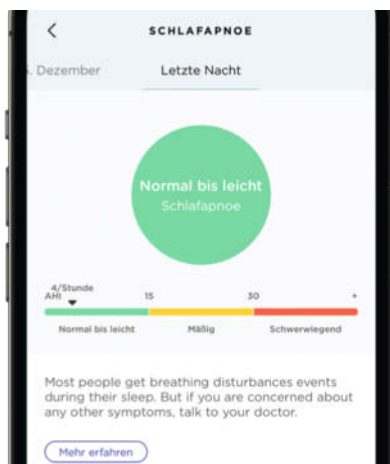 SCHLAFAPNOE
. Dezember
Letzte Nacht
Normal bis leicht
Schlafapnoe
4/Stunde
AHI
15
30
+
Normal bis leicht
Mäßig
Schwerwiegend
Most people get breathing disturbances events
during their sleep. But if you are concerned about
any other symptoms, talk to your doctor.
Mehr erfahren